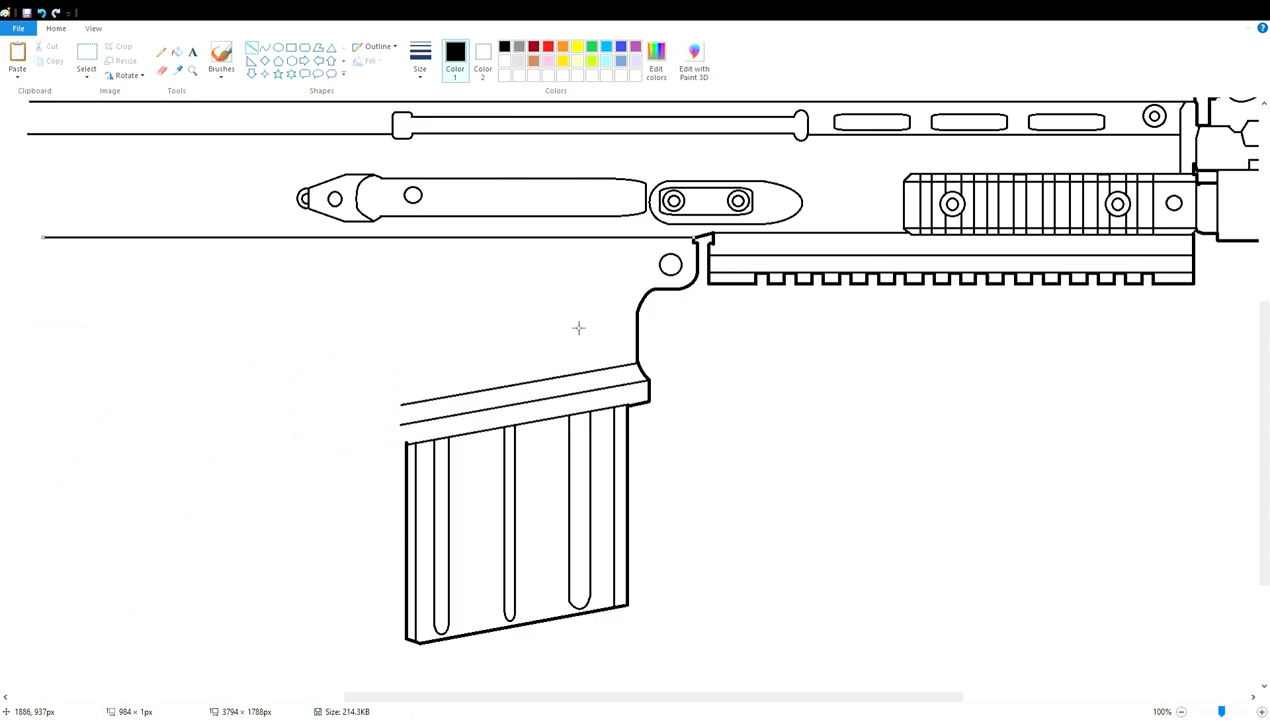 File Home View
Paste
Cut
Copy
Clipboard
Select
Crop
Resize
Rotate
Image
A
Tools
Brushes
Outline
Fill
Shapes
Size
Color 1
Color 2
Edit colors
Edit with Paint 3D
Colors
1886, 937px 984 × 1px 3794 × 1788px Size: 214.3KB 100%